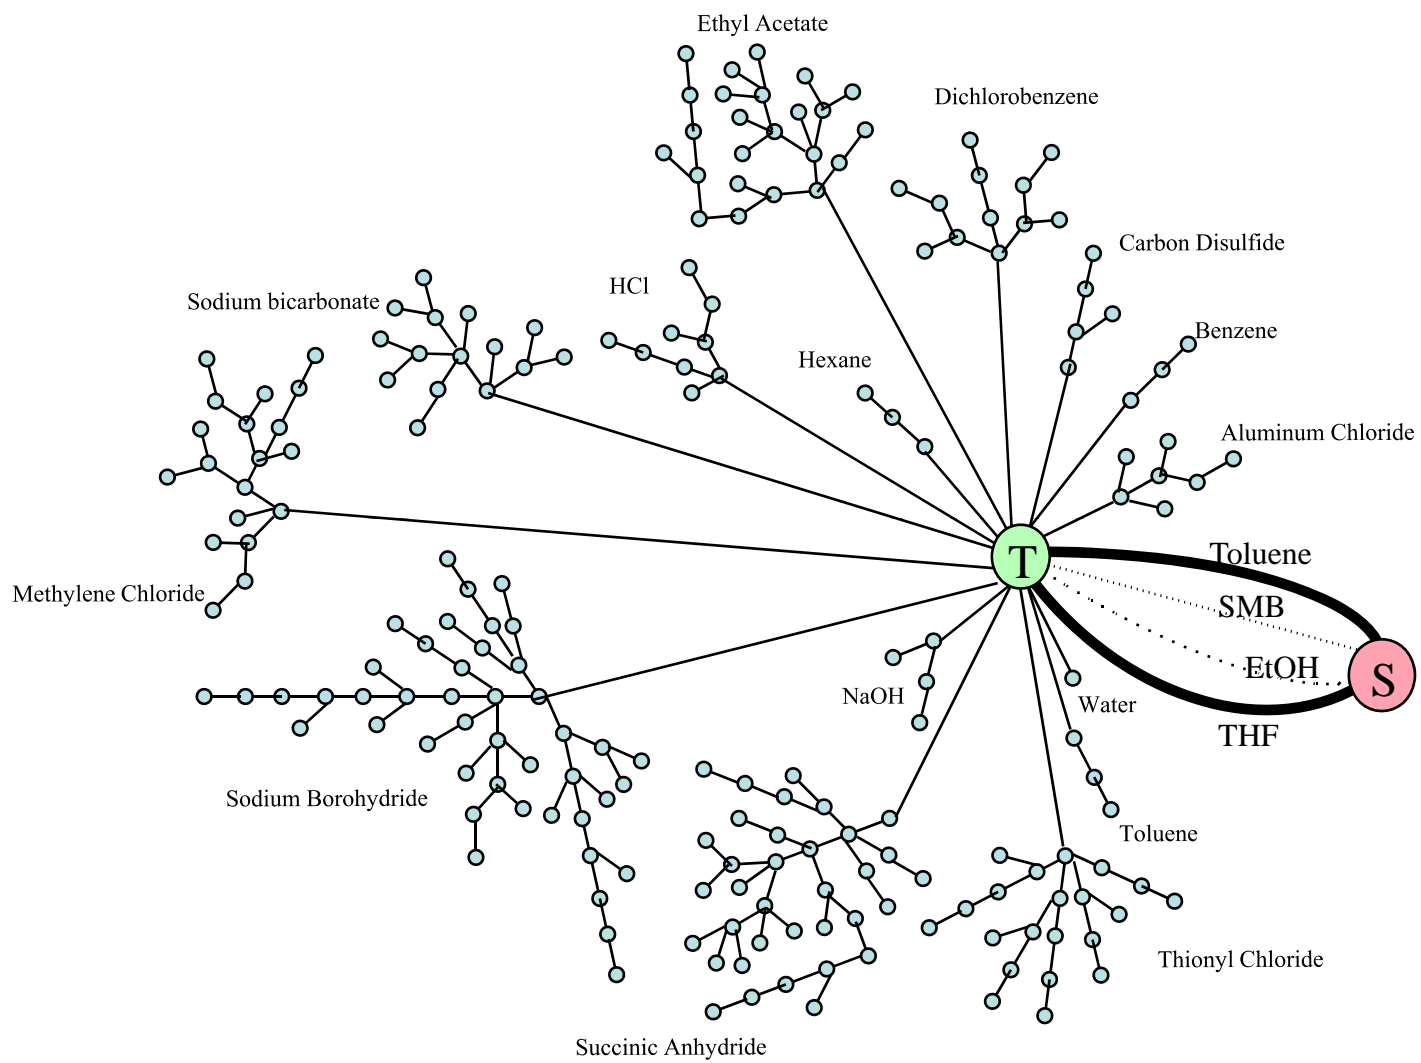 Ethyl Acetate
Dichlorobenzene
Carbon Disulfide
HCl
Sodium bicarbonate
Benzene
Hexane
Aluminum Chloride
T
Toluene
Methylene Chloride
SMB
EtOH
S
NaOH
Water
THF
Sodium Borohydride
Toluene
Thionyl Chloride
Succinic Anhydride